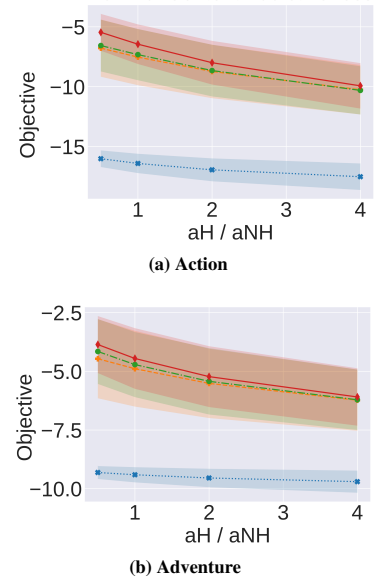 −5
−10
−15
Objective
1 2 3 4
aH / aNH
(a) Action
−2.5
−5.0
−7.5
−10.0
Objective
1 2 3 4
aH / aNH
(b) Adventure